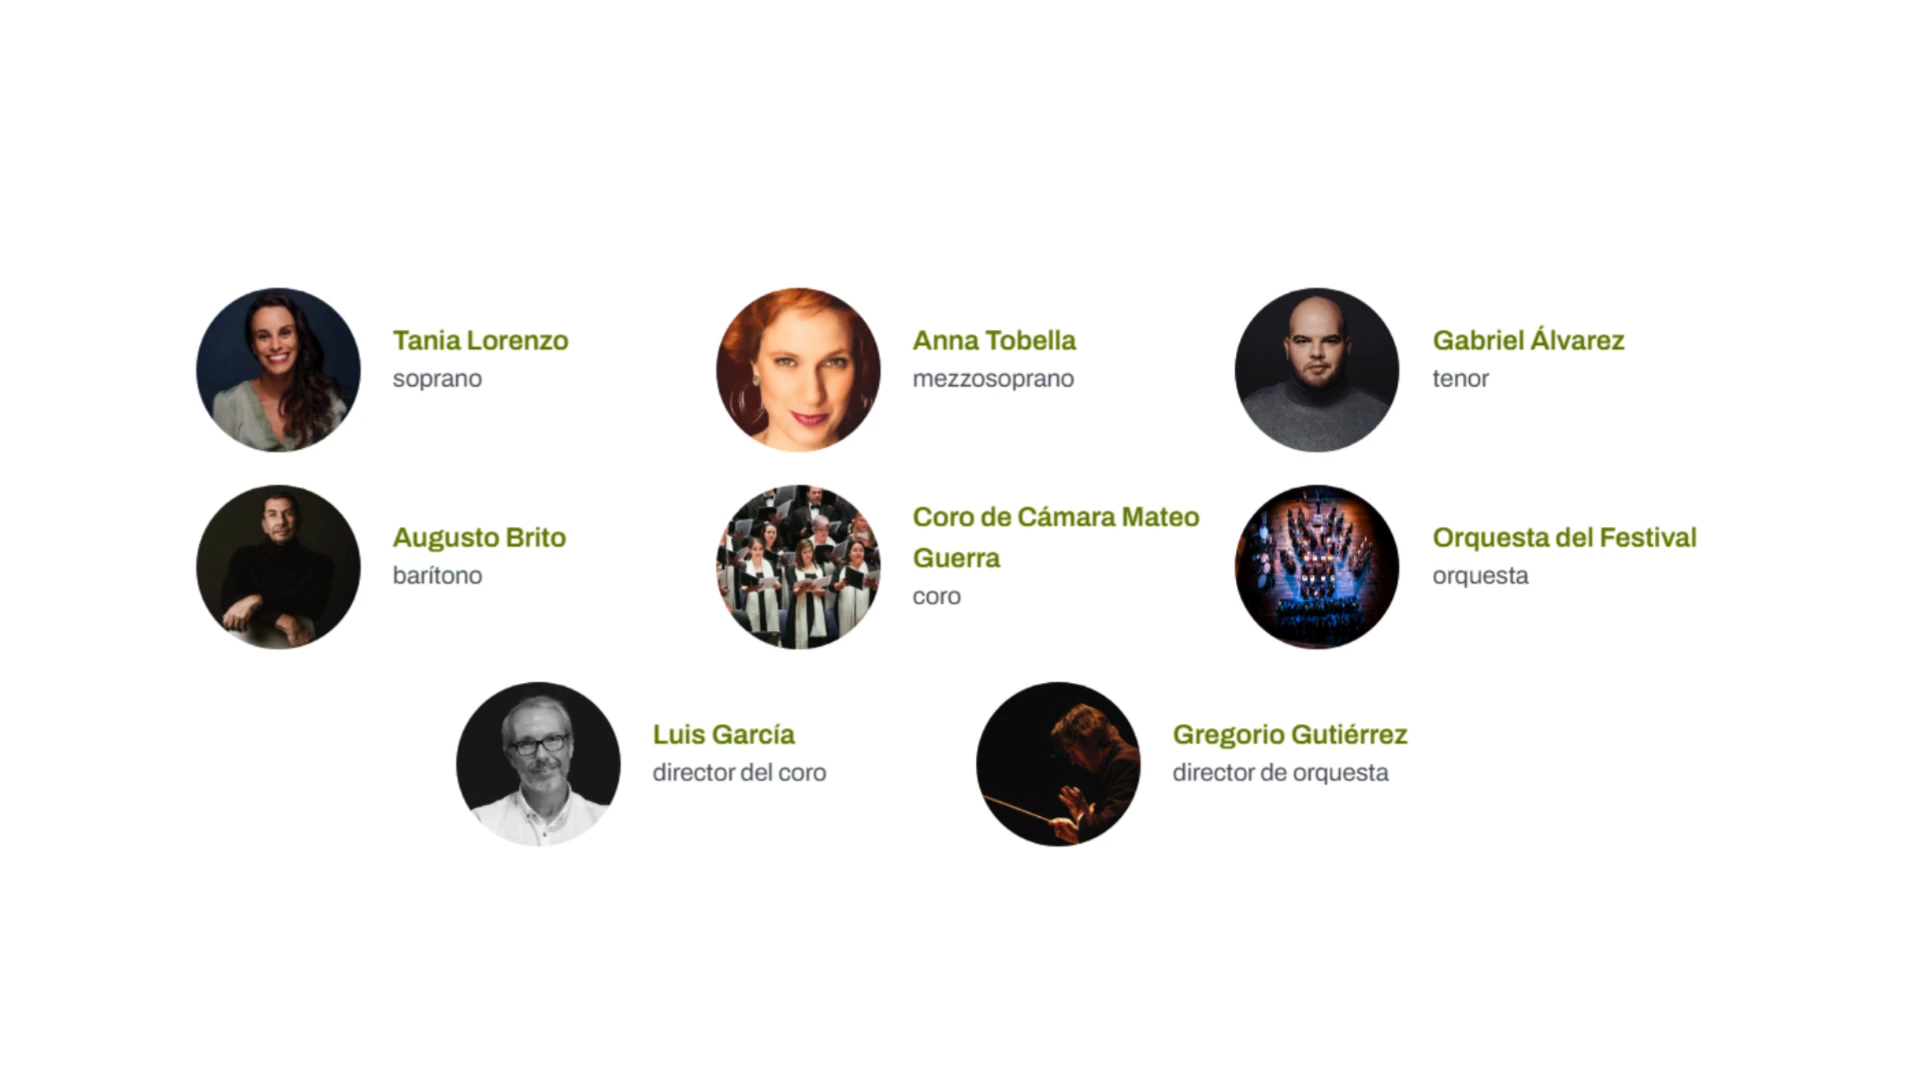 Tania Lorenzo
soprano
Anna Tobella
mezzosoprano
Gabriel Álvarez
tenor
Augusto Brito
barítono
Coro de Cámara Mateo
Guerra
coro
Orquesta del Festival
orquesta
Luis García
director del coro
Gregorio Gutiérrez
director de orquesta